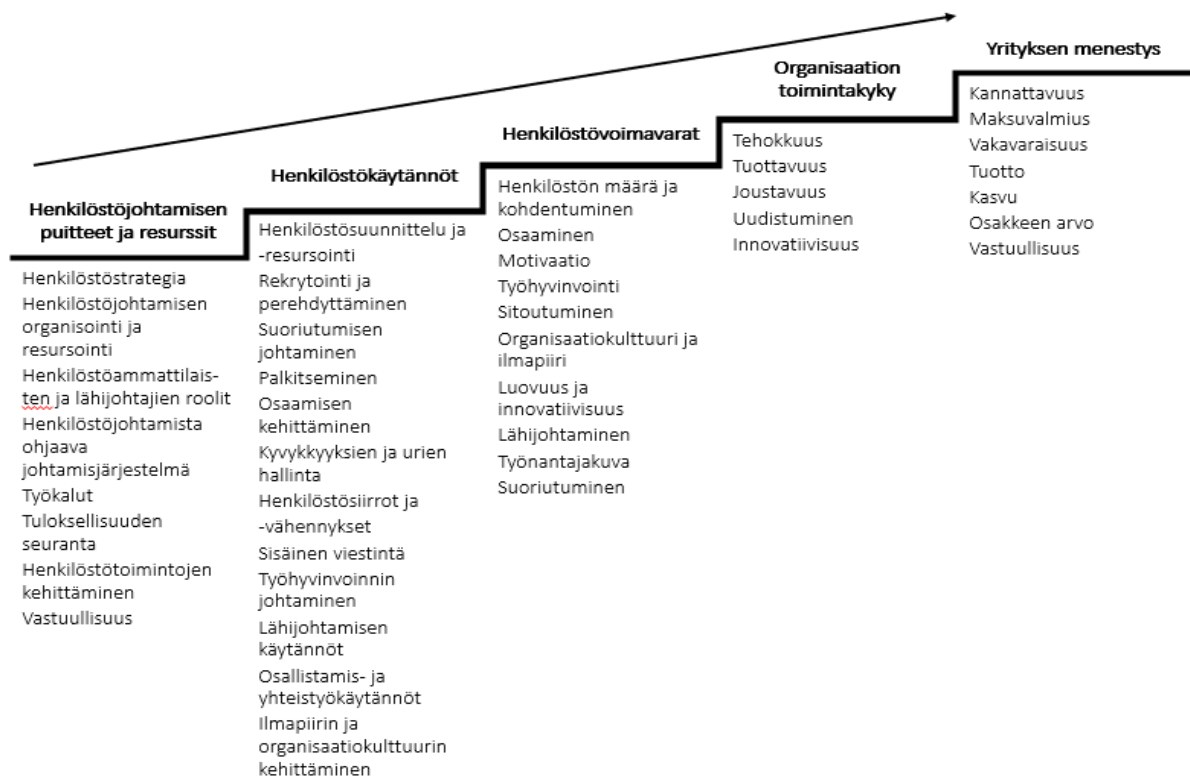 Henkilöstöjohtamisen
puitteet ja resurssit
Henkilöstöstrategia
Henkilöstöjohtamisen
organisointi ja
resursointi
Henkilöstöammattilais-
ten ja lähijohtajien roolit
Henkilöstöjohtamista
ohjaava
johtamisjärjestelmä
Työkalut
Tuloksellisuuden
seuranta
Henkilöstötoimintojen
kehittäminen
Vastuullisuus
Henkilöstökäytännöt
Henkilöstösuunnittelu ja
-resursointi
Rekrytointi ja
perehdyttäminen
Suoriutumisen
johtaminen
Palkitseminen
Osaamisen
kehittäminen
Kyvykkyyksien ja urien
hallinta
Henkilöstösiirrot ja
-vähennykset
Sisäinen viestintä
Työhyvinvoinnin
johtaminen
Lähijohtamisen
käytännöt
Osallistamis- ja
yhteistyökäytännöt
Ilmapiirin ja
organisaatiokulttuurin
kehittäminen
Henkilöstövoimavarat
Henkilöstön määrä ja
kohdentuminen
Osaaminen
Motivaatio
Työhyvinvointi
Sitoutuminen
Organisaatiokulttuuri ja
ilmapiiri
Luovuus ja
innovatiivisuus
Lähijohtaminen
Työnantajakuva
Suoriutuminen
Organisaation
toimintakyky
Tehokkuus
Tuottavuus
Joustavuus
Uudistuminen
Innovatiivisuus
Yrityksen menestys
Kannattavuus
Maksuvalmius
Vakavaraisuus
Tuotto
Kasvu
Osakkeen arvo
Vastuullisuus